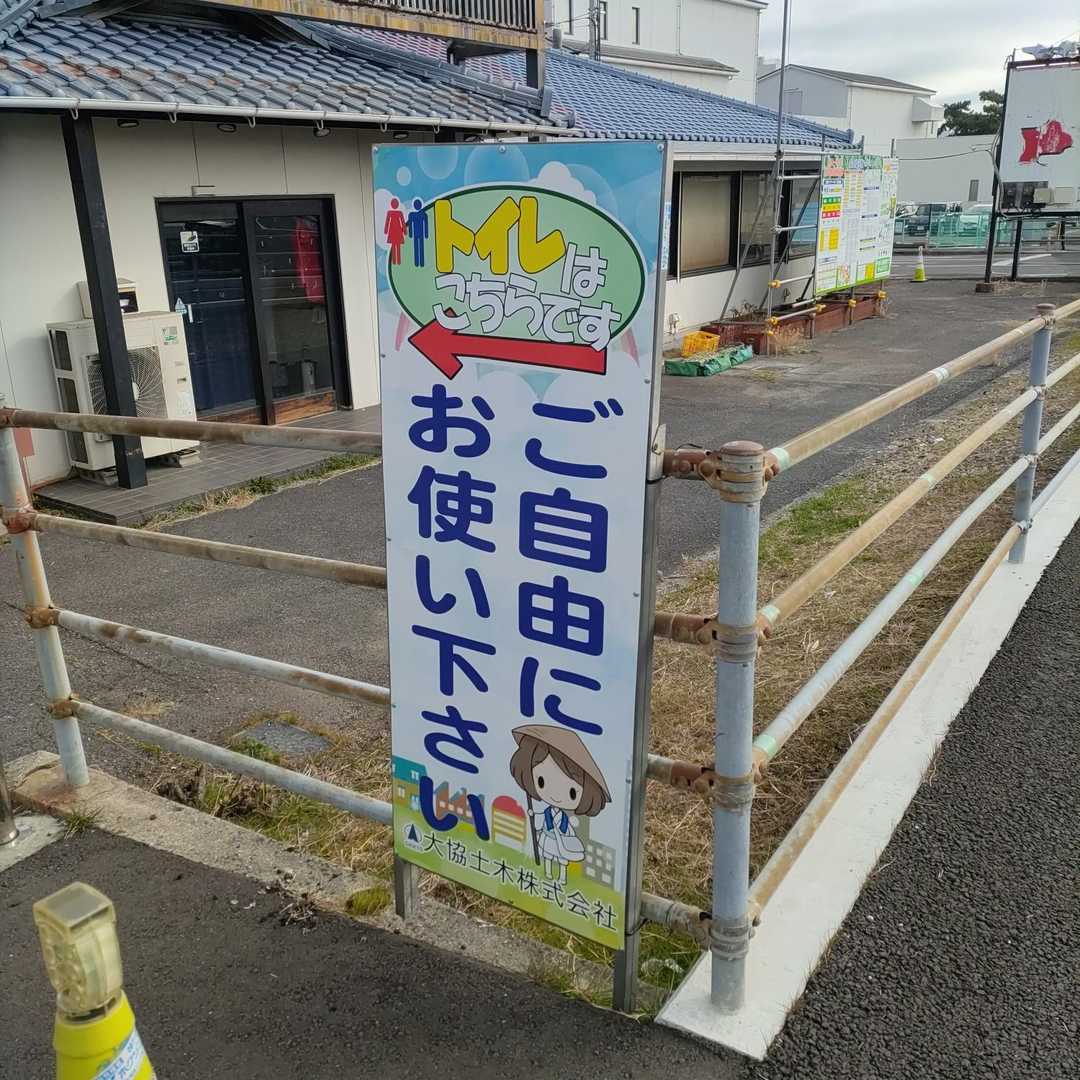 トイレは
こちらです
ご自由に
お使い下さい
大協土木株式会社